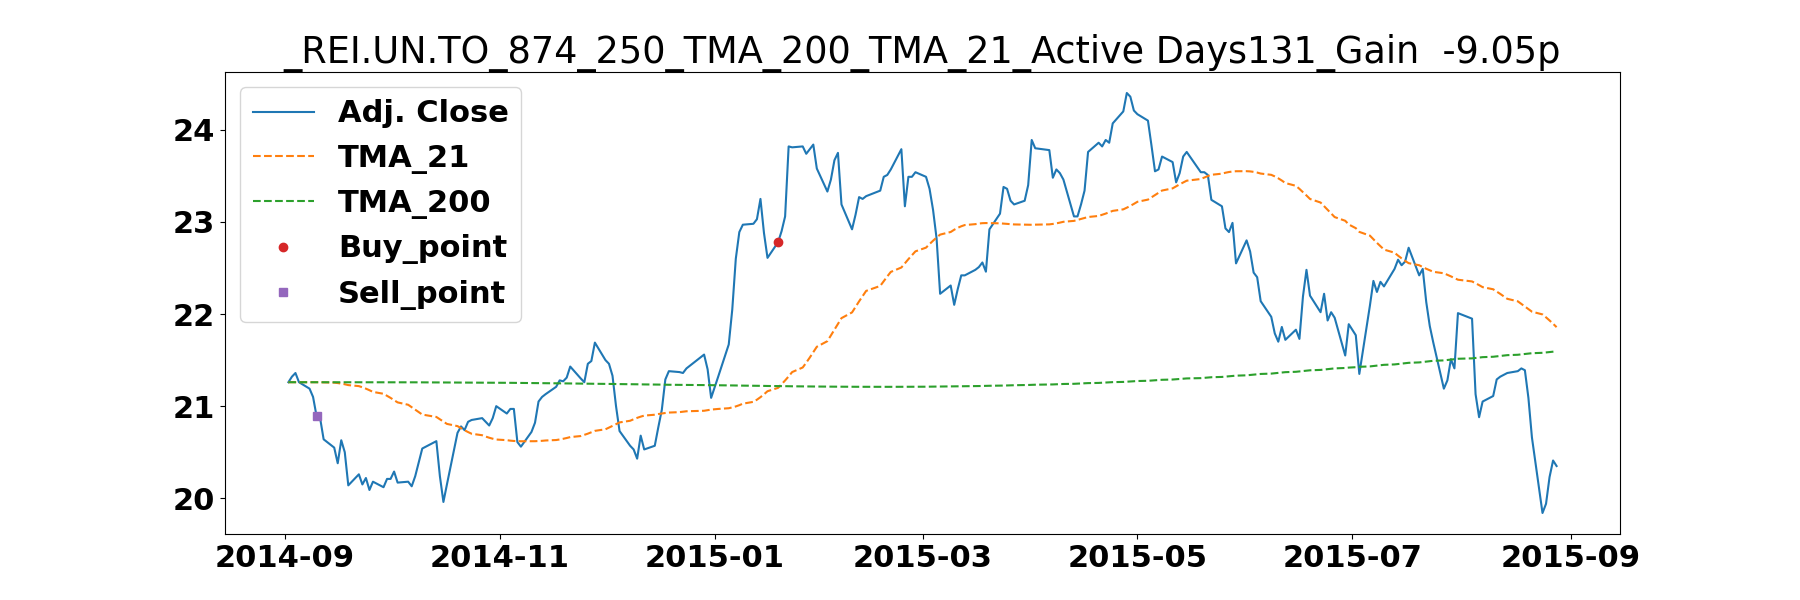 _REI.UN.TO_874_250_TMA_200_TMA_21_Active Days131_Gain  -9.05p
Adj. Close
TMA_21
TMA_200
Buy_point
Sell_point
24
23
22
21
20
2014-09 2014-11 2015-01 2015-03 2015-05 2015-07 2015-09